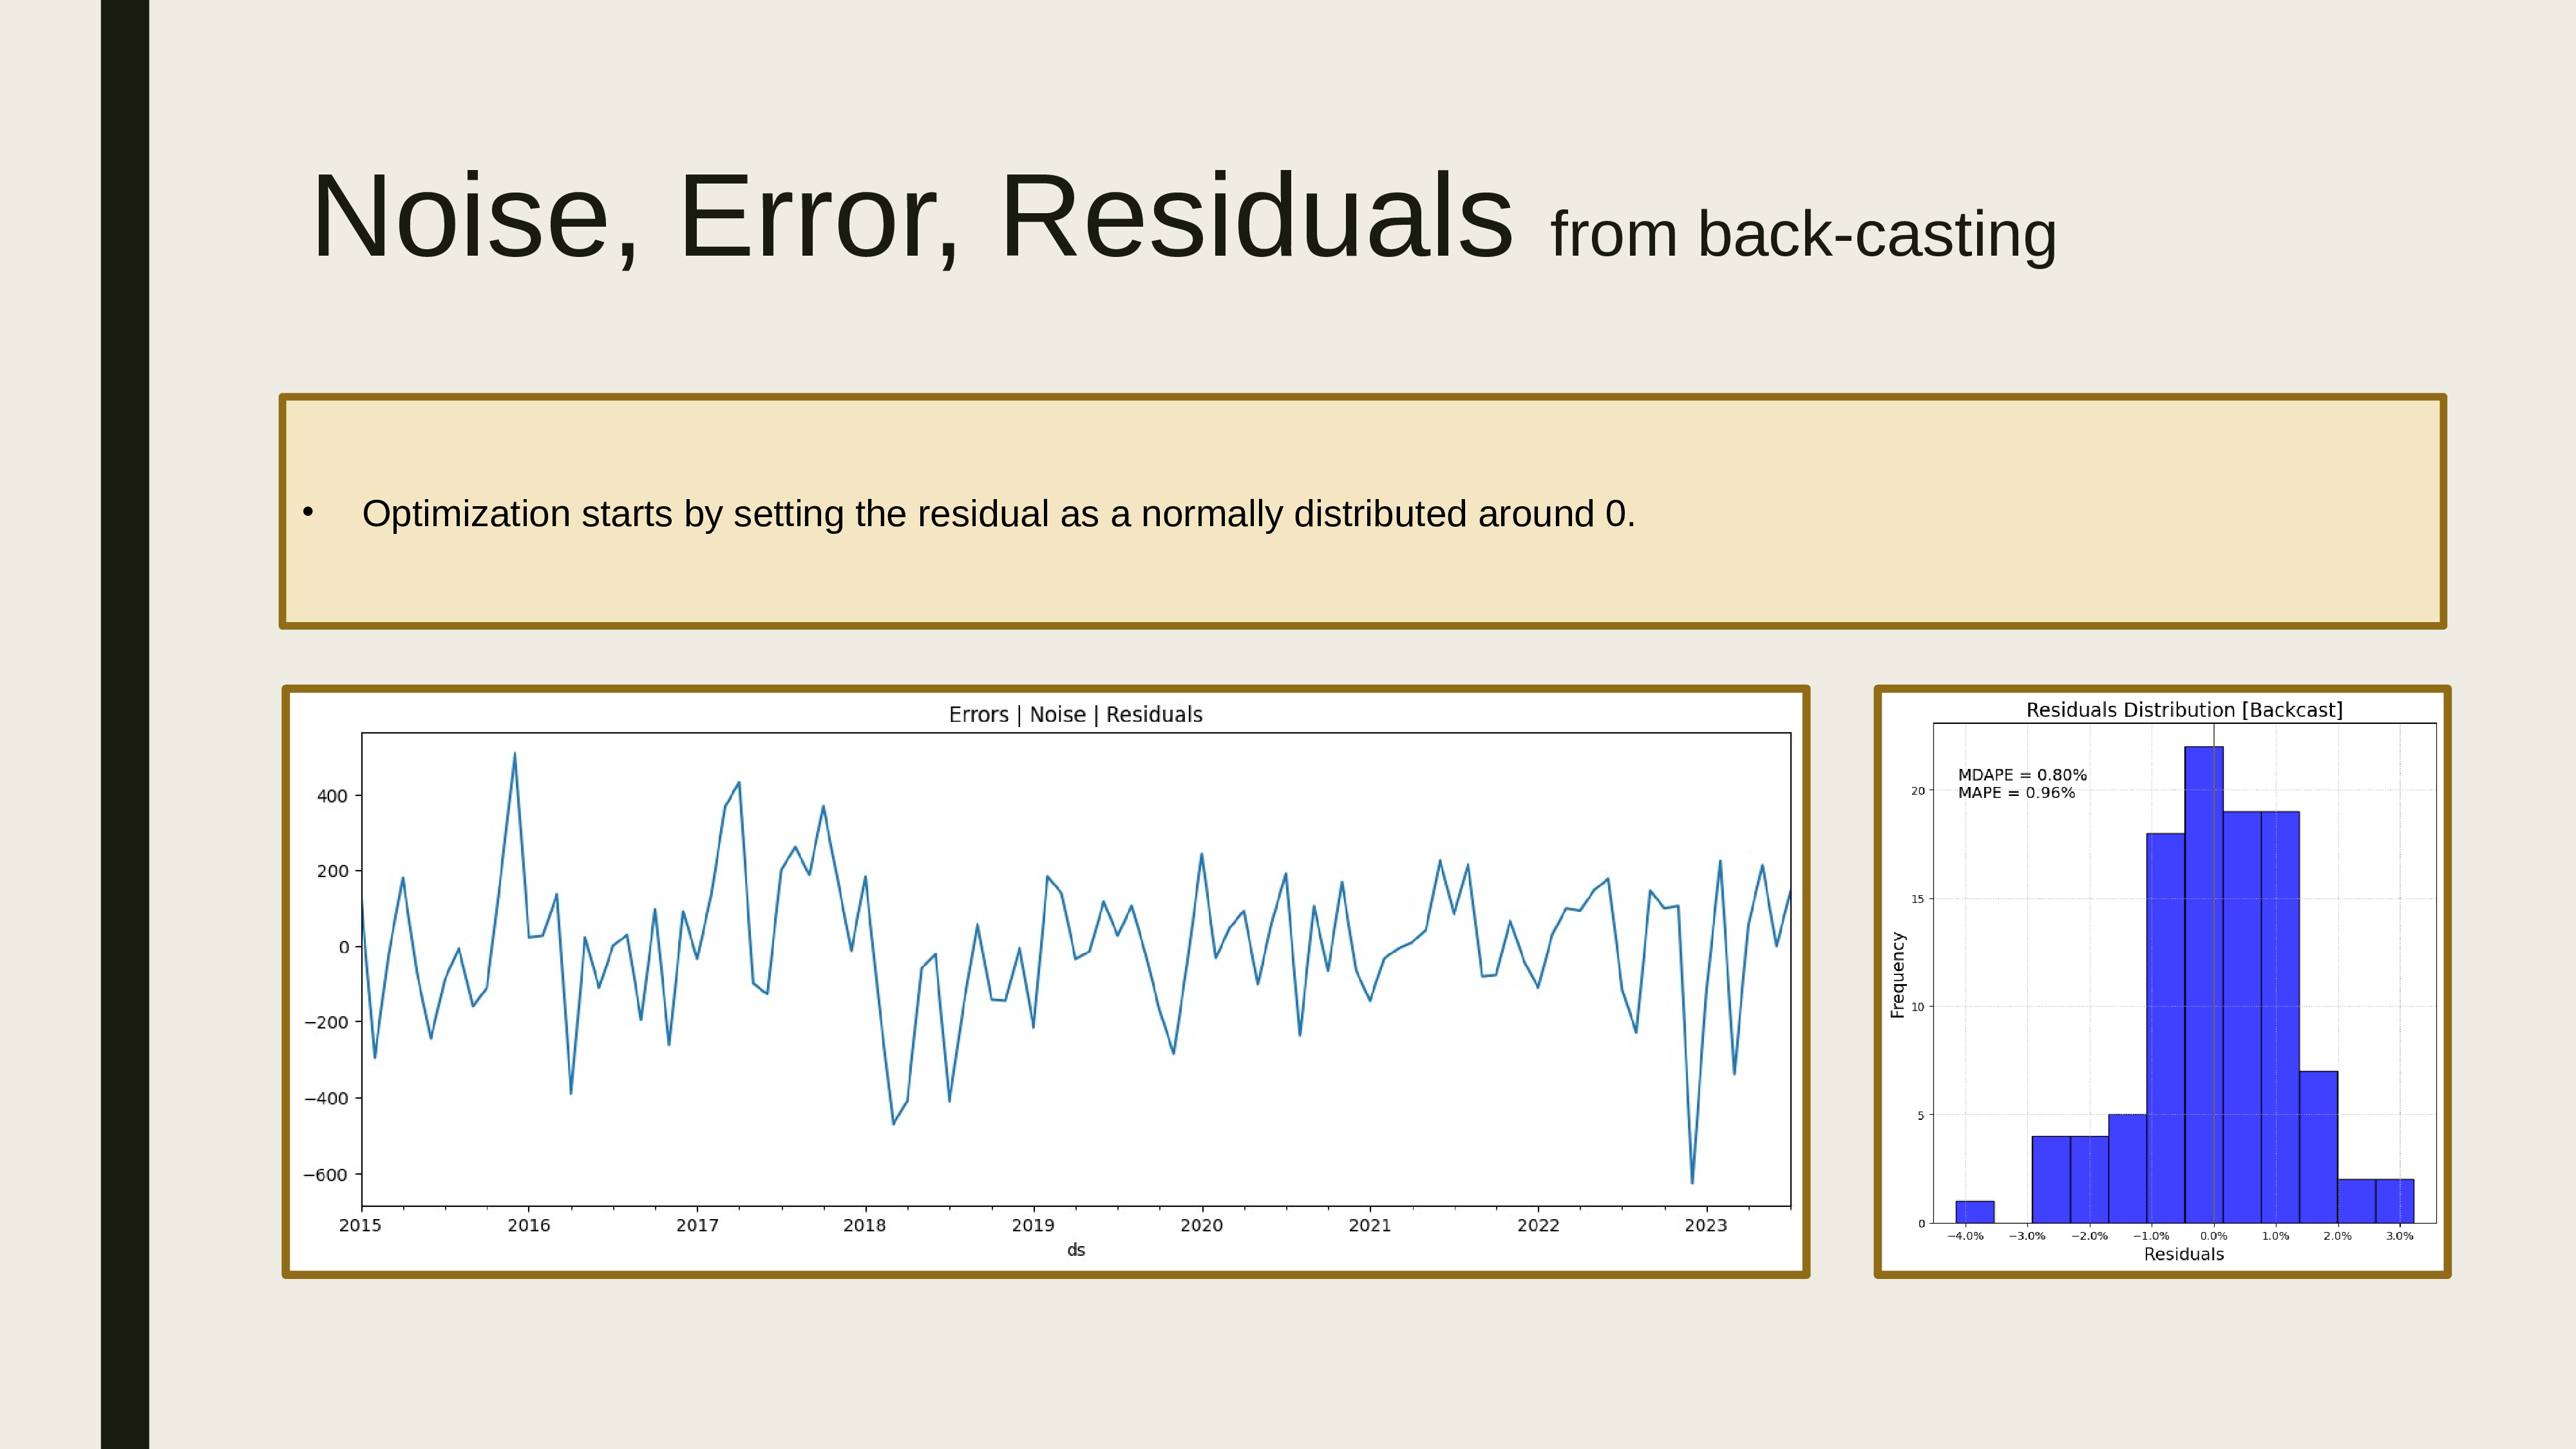 Noise, Error, Residuals from back-casting
• Optimization starts by setting the residual as a normally distributed around 0.
Errors | Noise | Residuals
400
200
0
−200
−400
−600
2015 2016 2017 2018 2019 2020 2021 2022 2023
ds
Residuals Distribution [Backcast]
MDAPE = 0.80%
MAPE = 0.96%
Frequency
20
15
10
5
0
−4.0% −3.0% −2.0% −1.0% 0.0% 1.0% 2.0% 3.0%
Residuals